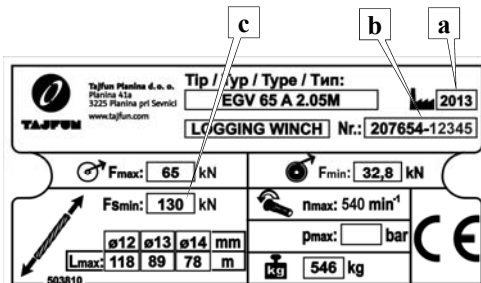 c
b
a
Tajfun Planina d. o. o.
Planina 41a
3225 Planina pri Sevnici
www.tajfun.com
TAJFUN
Tip / Typ / Type / Тип:
EGV 65 A 2.05M
2013
LOGGING WINCH Nr.: 207654-12345
Fmax: 65 kN
Fmin: 32,8 kN
Fsmin: 130 kN
nmax: 540 min⁻¹
ø12 ø13 ø14 mm
Lmax: 118 89 78 m
pmax: bar
kg 546 kg
CE
503810